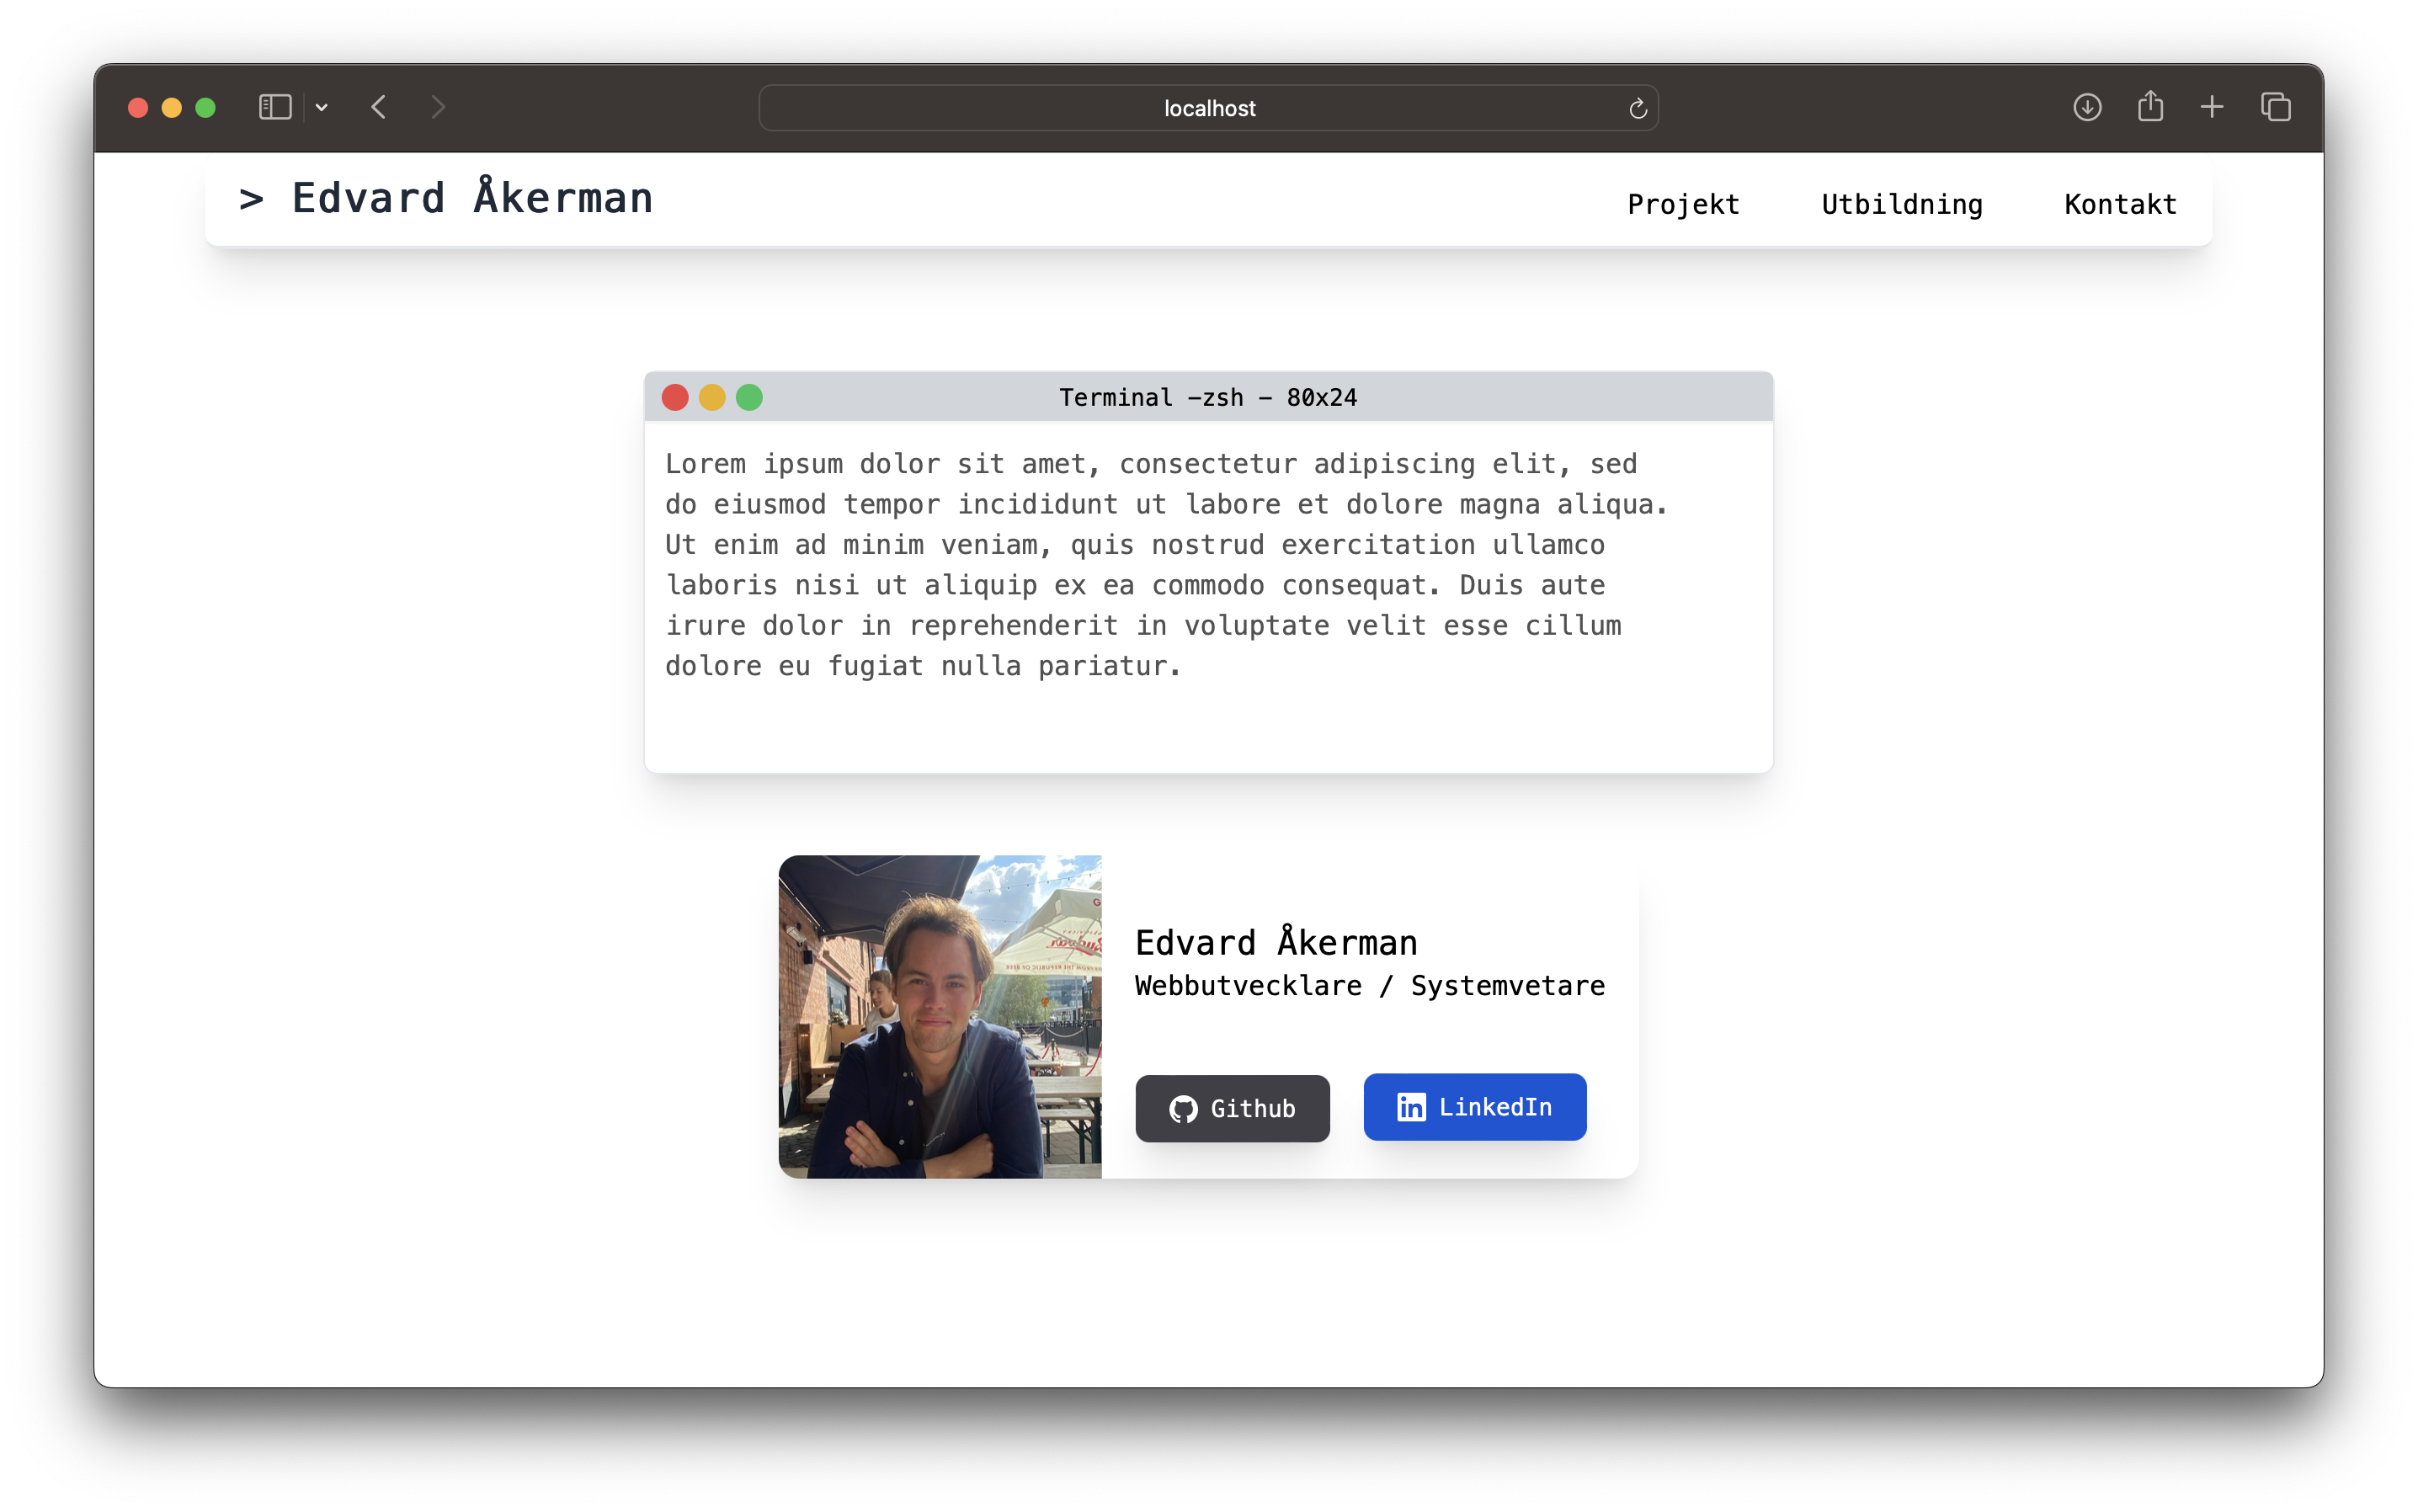 localhost
> Edvard Åkerman
Projekt
Utbildning
Kontakt
Terminal -zsh - 80x24
Lorem ipsum dolor sit amet, consectetur adipiscing elit, sed
do eiusmod tempor incididunt ut labore et dolore magna aliqua.
Ut enim ad minim veniam, quis nostrud exercitation ullamco
laboris nisi ut aliquip ex ea commodo consequat. Duis aute
irure dolor in reprehenderit in voluptate velit esse cillum
dolore eu fugiat nulla pariatur.
Edvard Åkerman
Webbutvecklare / Systemvetare
Github
LinkedIn